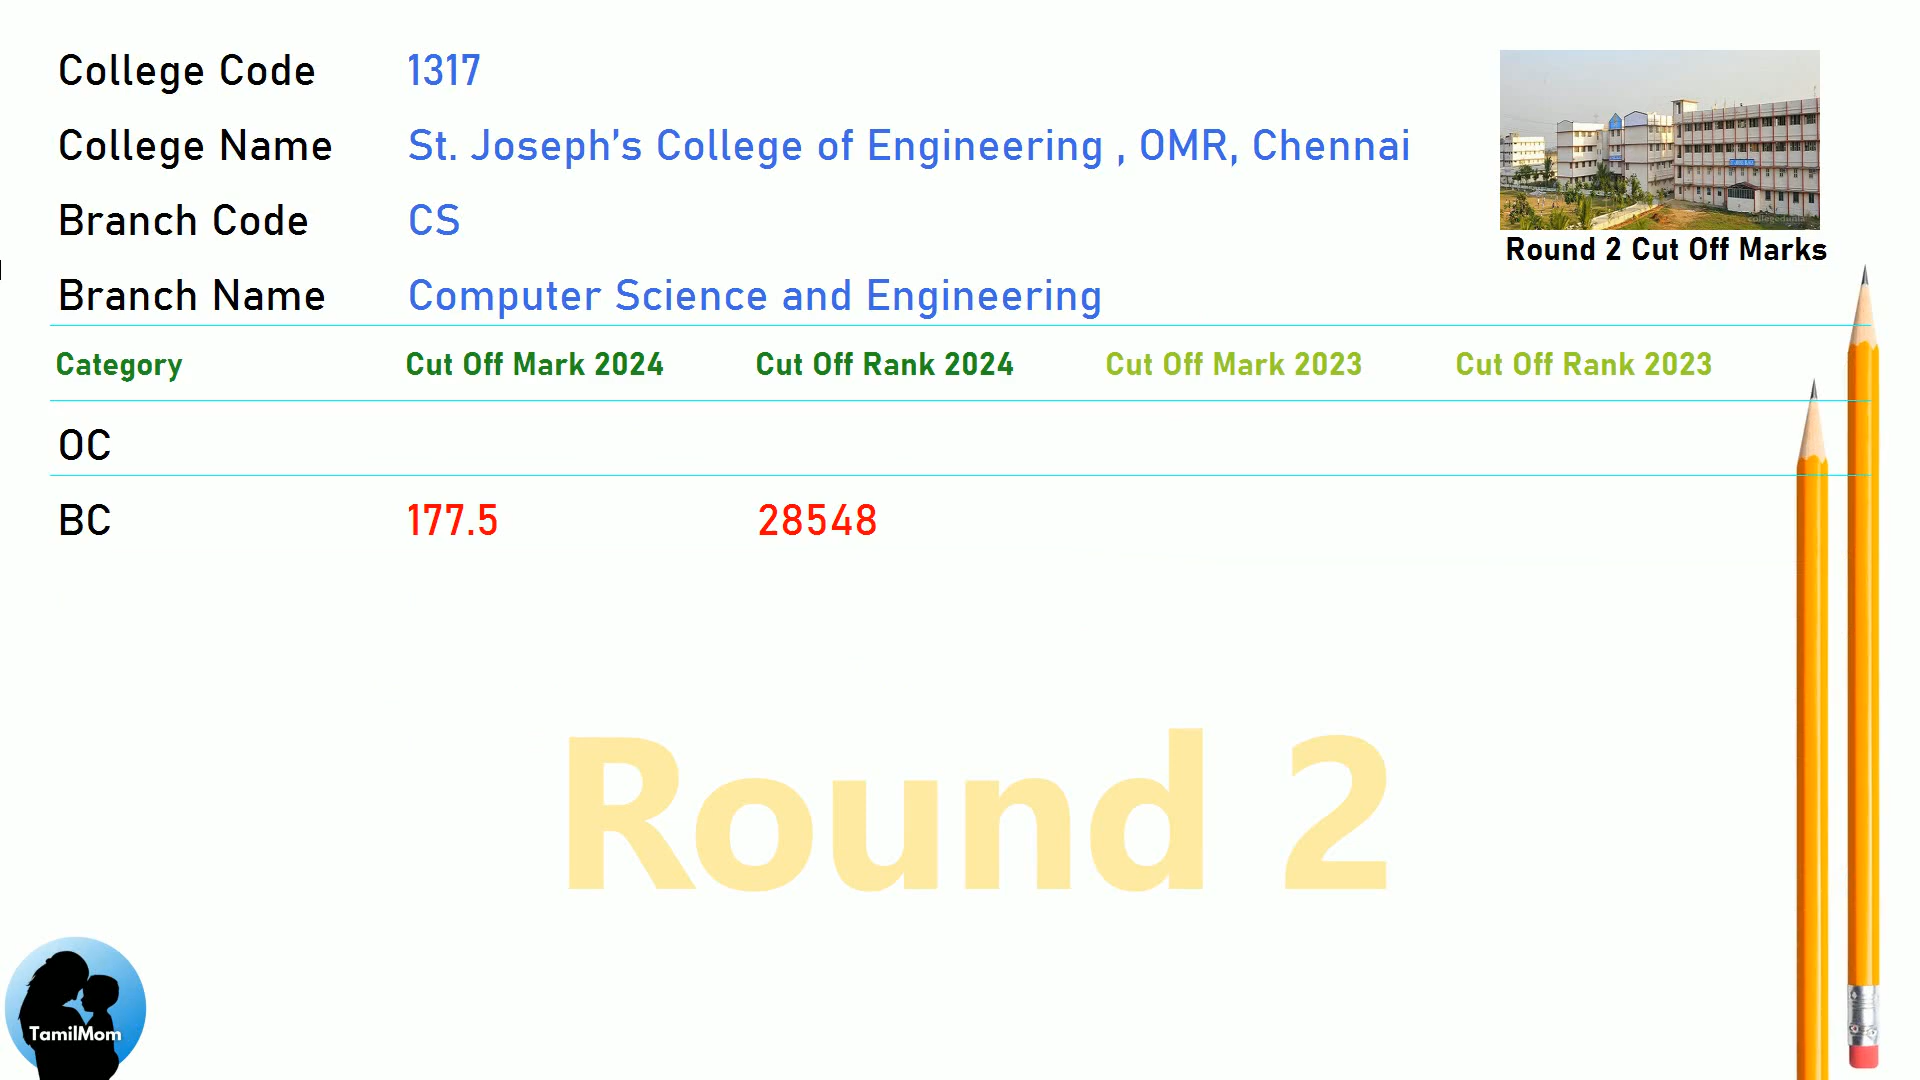 College Code 1317
College Name St. Joseph's College of Engineering , OMR, Chennai
Branch Code CS
Branch Name Computer Science and Engineering
Round 2 Cut Off Marks
Category Cut Off Mark 2024 Cut Off Rank 2024 Cut Off Mark 2023 Cut Off Rank 2023
OC
BC 177.5 28548
Round 2
TamilMom